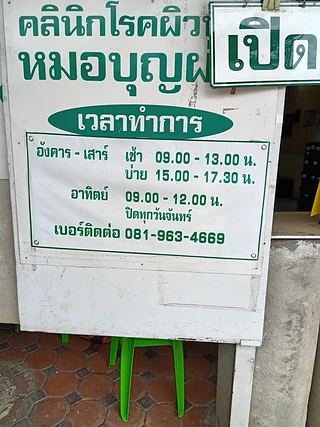 คลินิกโรคผิว
หมอบุญ
เปิด
เวลาทำการ
อังคาร - เสาร์ เช้า 09.00 - 13.00 น.
บ่าย 15.00 - 17.30 น.
อาทิตย์ 09.00 - 12.00 น.
ปิดทุกวันจันทร์
เบอร์ติดต่อ 081-963-4669